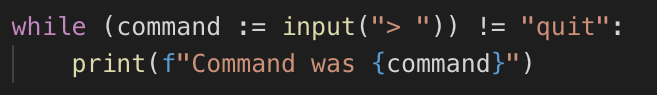 while (command := input("> ")) != "quit":
    print(f"Command was {command}")